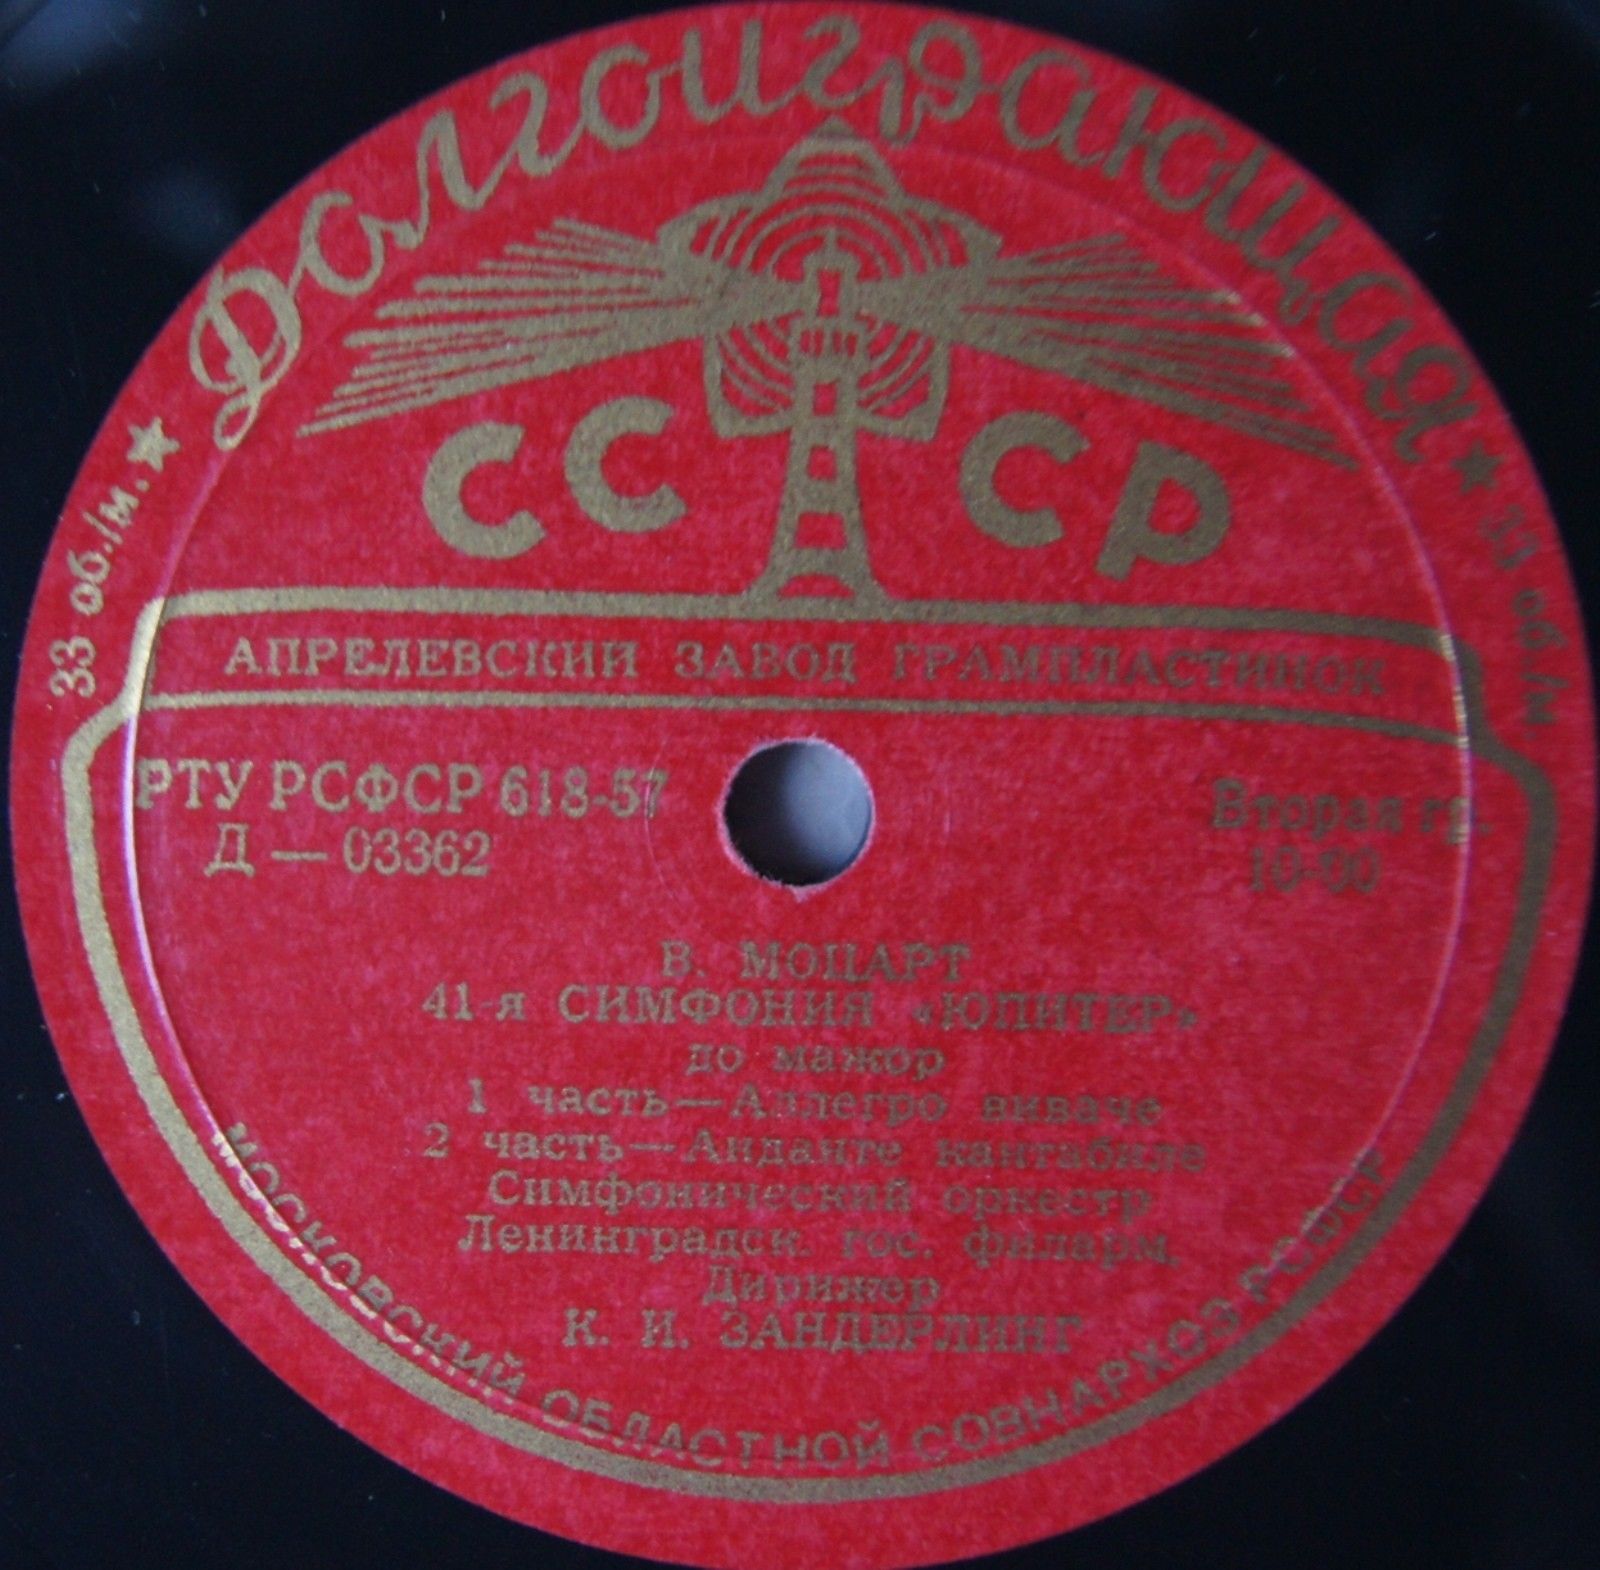 Долгоиграющая
33 об./м.
33 об./м.
СССР
АПРЕЛЕВСКИЙ ЗАВОД ГРАМПЛАСТИНОК
РТУ РСФСР 618-57
Д — 03362
Вторая гр.
10-00
В. МОЦАРТ
41-я СИМФОНИЯ «ЮПИТЕР»
до мажор
1 часть — Аллегро виваче
2 часть — Анданте кантабиле
Симфонический оркестр
Ленинградск. гос. филарм.
Дирижер
К. И. ЗАНДЕРЛИНГ
МОСКОВСКИЙ ОБЛАСТНОЙ СОВНАРХОЗ РСФСР